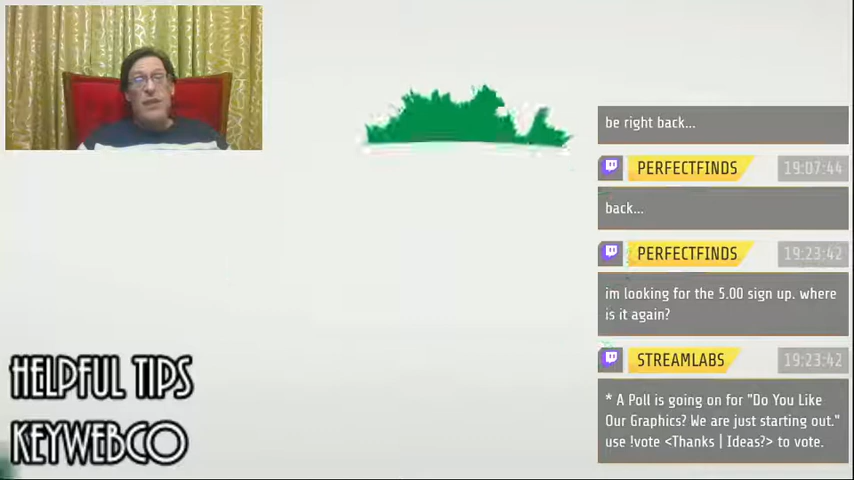 be right back...
PERFECTFINDS 19:07:44
back...
PERFECTFINDS 19:23:42
im looking for the 5.00 sign up. where
is it again?
STREAMLABS 19:23:42
* A Poll is going on for "Do You Like
Our Graphics? We are just starting out."
use !vote <Thanks | Ideas?> to vote.
HELPFUL TIPS
KEYWEBCO